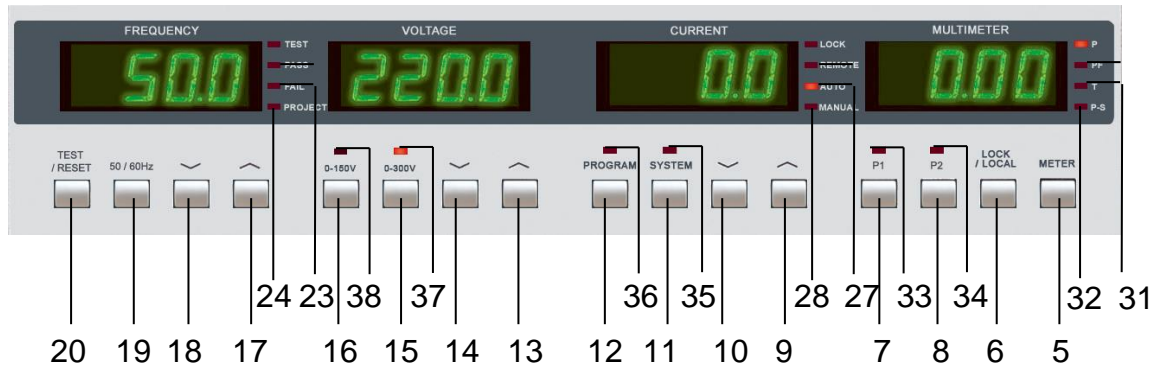 FREQUENCY VOLTAGE CURRENT MULTIMETER
TEST LOCK P
PASS REMOTE PF
50.0 220.0 0.0 0.00
FAIL AUTO T
PROJECT MANUAL P-S
TEST / RESET 50 / 60Hz 0-150V 0-300V PROGRAM SYSTEM P1 P2 LOCK / LOCAL METER
24 23 38 37 36 35 28 27 33 34 32 31
20 19 18 17 16 15 14 13 12 11 10 9 7 8 6 5